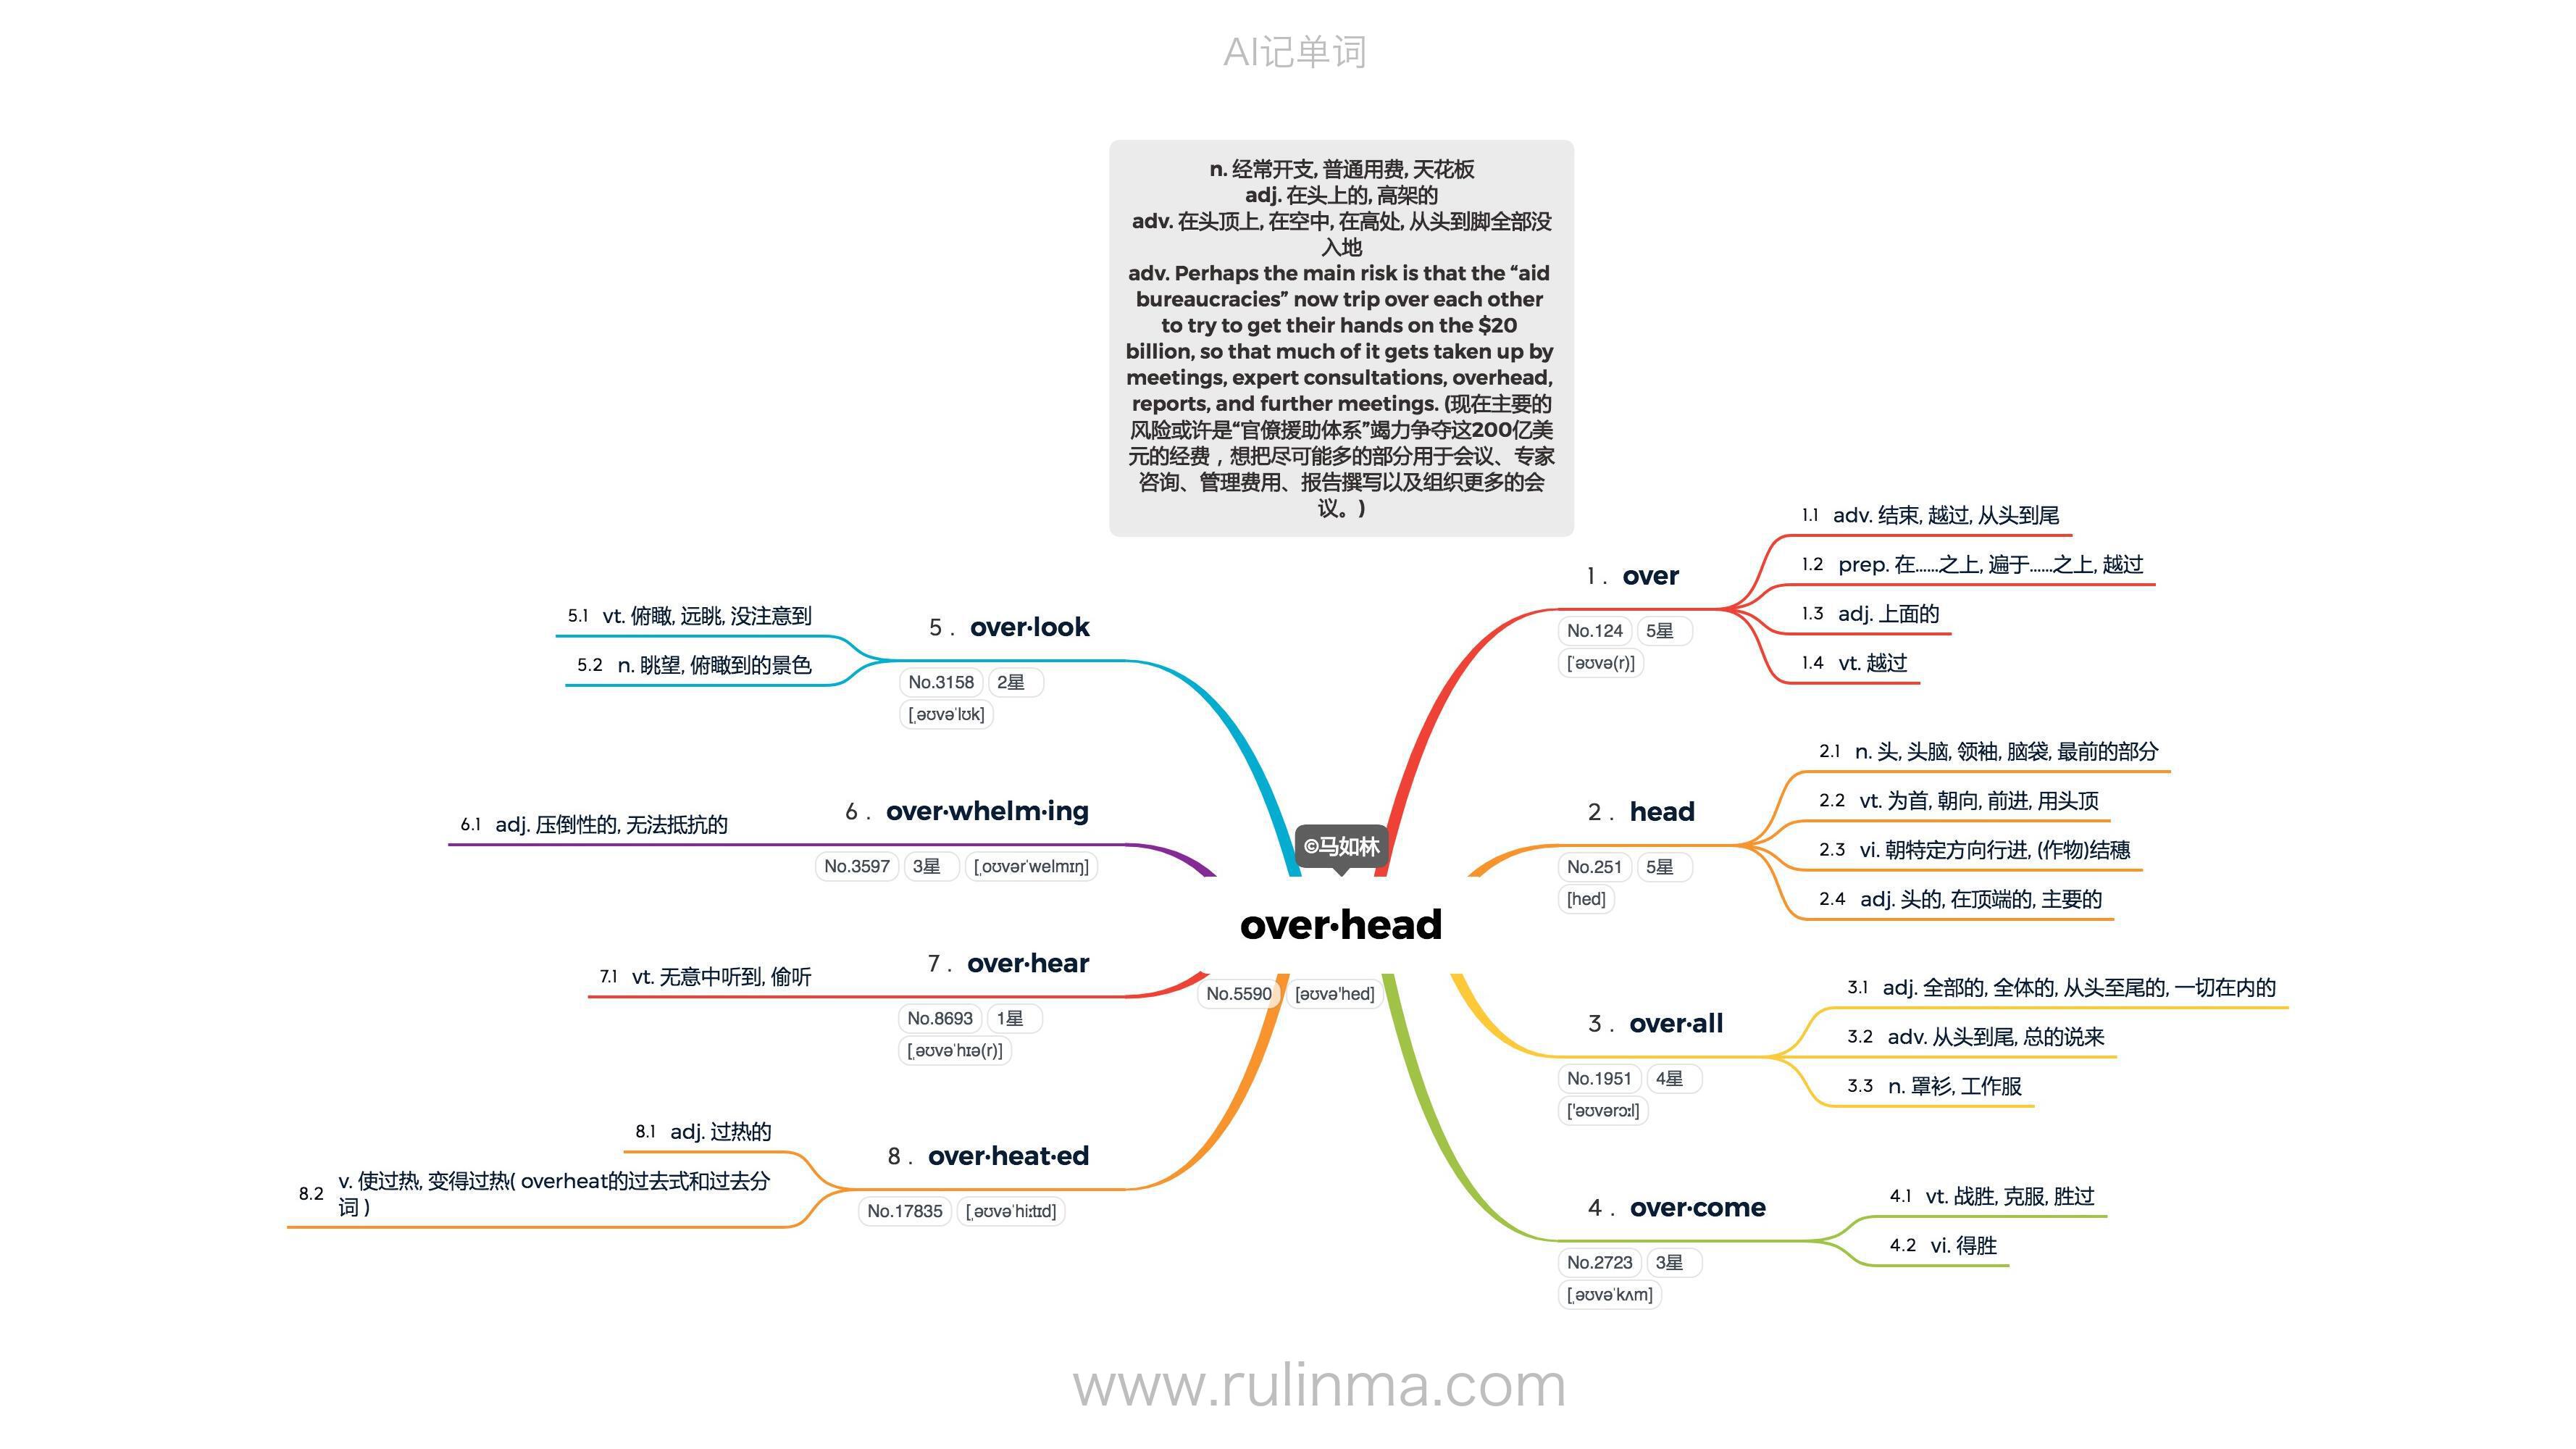 AI记单词
n. 经常开支, 普通用费, 天花板
adj. 在头上的, 高架的
adv. 在头顶上, 在空中, 在高处, 从头到脚全部没
入地
adv. Perhaps the main risk is that the “aid
bureaucracies” now trip over each other
to try to get their hands on the $20
billion, so that much of it gets taken up by
meetings, expert consultations, overhead,
reports, and further meetings. (现在主要的
风险或许是“官僚援助体系”竭力争夺这200亿美
元的经费，想把尽可能多的部分用于会议、专家
咨询、管理费用、报告撰写以及组织更多的会
议。)
©马如林
over·head
No.5590 [əʊvə'hed]
1. over
No.124 5星
[ˈəʊvə(r)]
1.1 adv. 结束, 越过, 从头到尾
1.2 prep. 在……之上, 遍于……之上, 越过
1.3 adj. 上面的
1.4 vt. 越过
2. head
No.251 5星
[hed]
2.1 n. 头, 头脑, 领袖, 脑袋, 最前的部分
2.2 vt. 为首, 朝向, 前进, 用头顶
2.3 vi. 朝特定方向行进, (作物)结穗
2.4 adj. 头的, 在顶端的, 主要的
3. over·all
No.1951 4星
['əʊvərɔːl]
3.1 adj. 全部的, 全体的, 从头至尾的, 一切在内的
3.2 adv. 从头到尾, 总的说来
3.3 n. 罩衫, 工作服
4. over·come
No.2723 3星
[ˌəʊvəˈkʌm]
4.1 vt. 战胜, 克服, 胜过
4.2 vi. 得胜
5. over·look
No.3158 2星
[ˌəʊvəˈlʊk]
5.1 vt. 俯瞰, 远眺, 没注意到
5.2 n. 眺望, 俯瞰到的景色
6. over·whelm·ing
No.3597 3星 [ˌoʊvərˈwelmɪŋ]
6.1 adj. 压倒性的, 无法抵抗的
7. over·hear
No.8693 1星
[ˌəʊvəˈhɪə(r)]
7.1 vt. 无意中听到, 偷听
8. over·heat·ed
No.17835 [ˌəʊvəˈhiːtɪd]
8.1 adj. 过热的
8.2 v. 使过热, 变得过热( overheat的过去式和过去分
词 )
www.rulinma.com